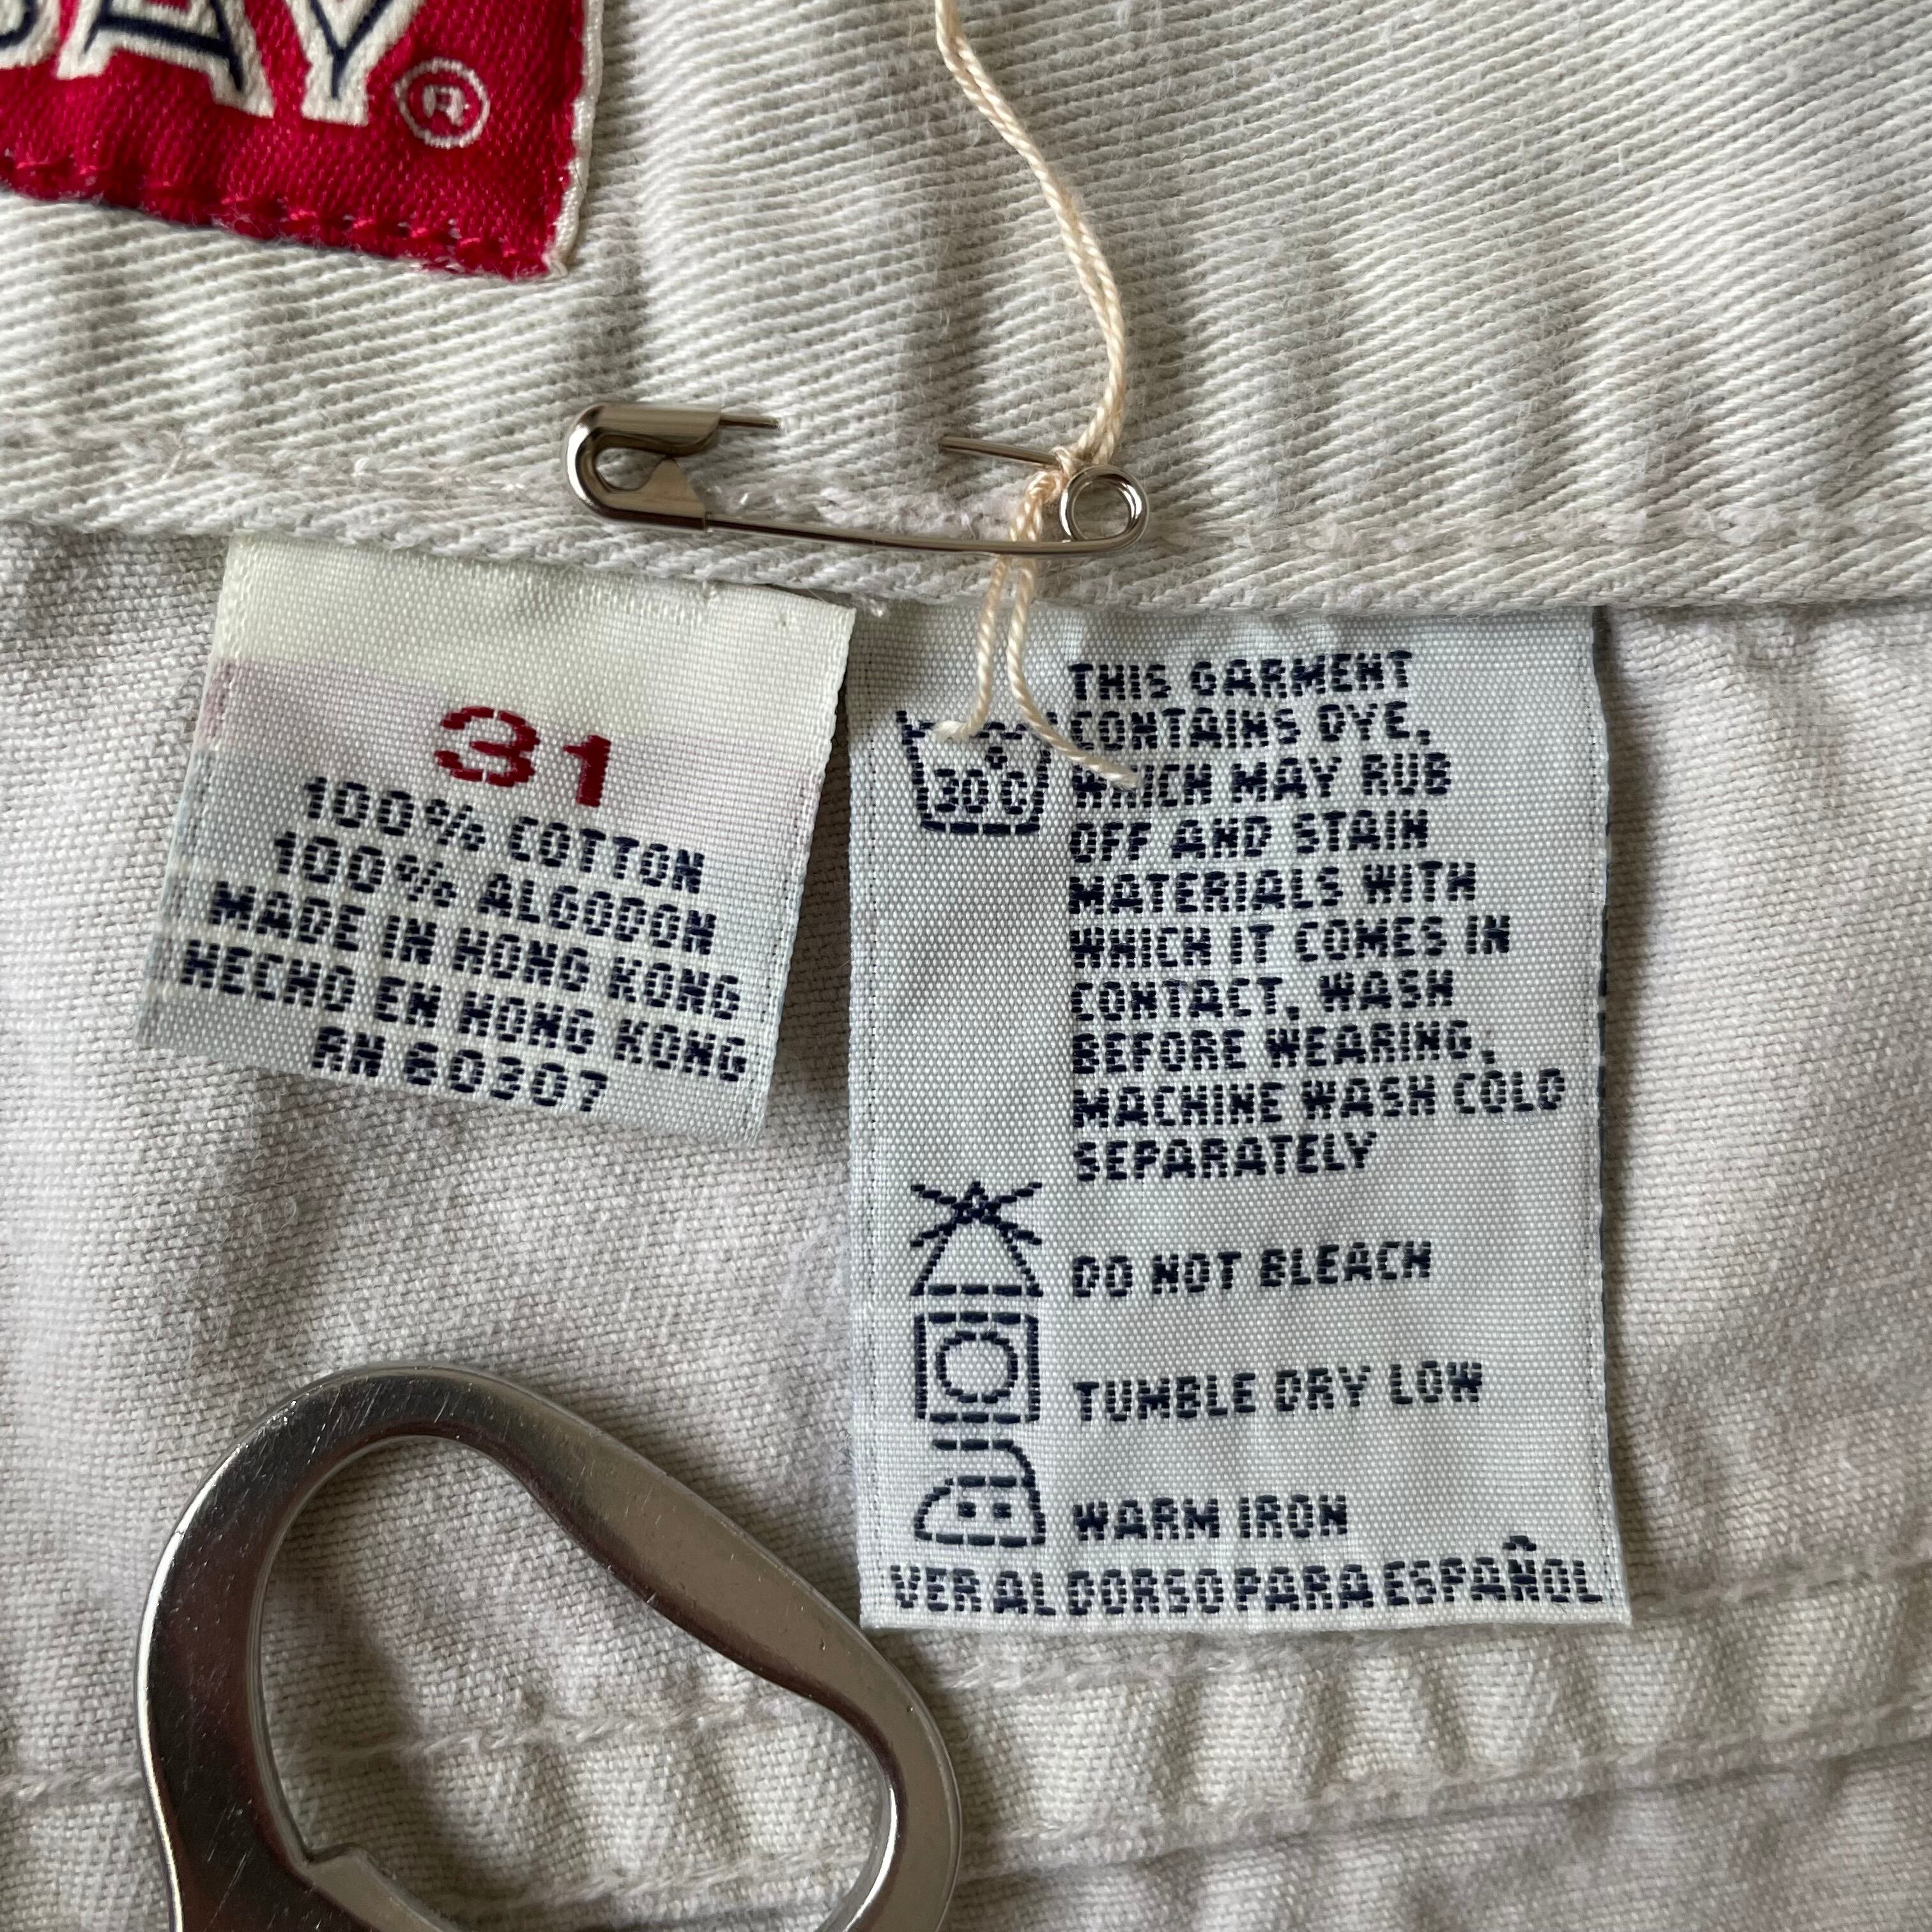 AY®
31
100% COTTON
100% ALGODON
MADE IN HONG KONG
HECHO EN HONG KONG
RN 60307
30°C
THIS GARMENT
CONTAINS DYE,
WHICH MAY RUB
OFF AND STAIN
MATERIALS WITH
WHICH IT COMES IN
CONTACT, WASH
BEFORE WEARING,
MACHINE WASH COLD
SEPARATELY
DO NOT BLEACH
TUMBLE DRY LOW
WARM IRON
VER AL DORSO PARA ESPAÑOL